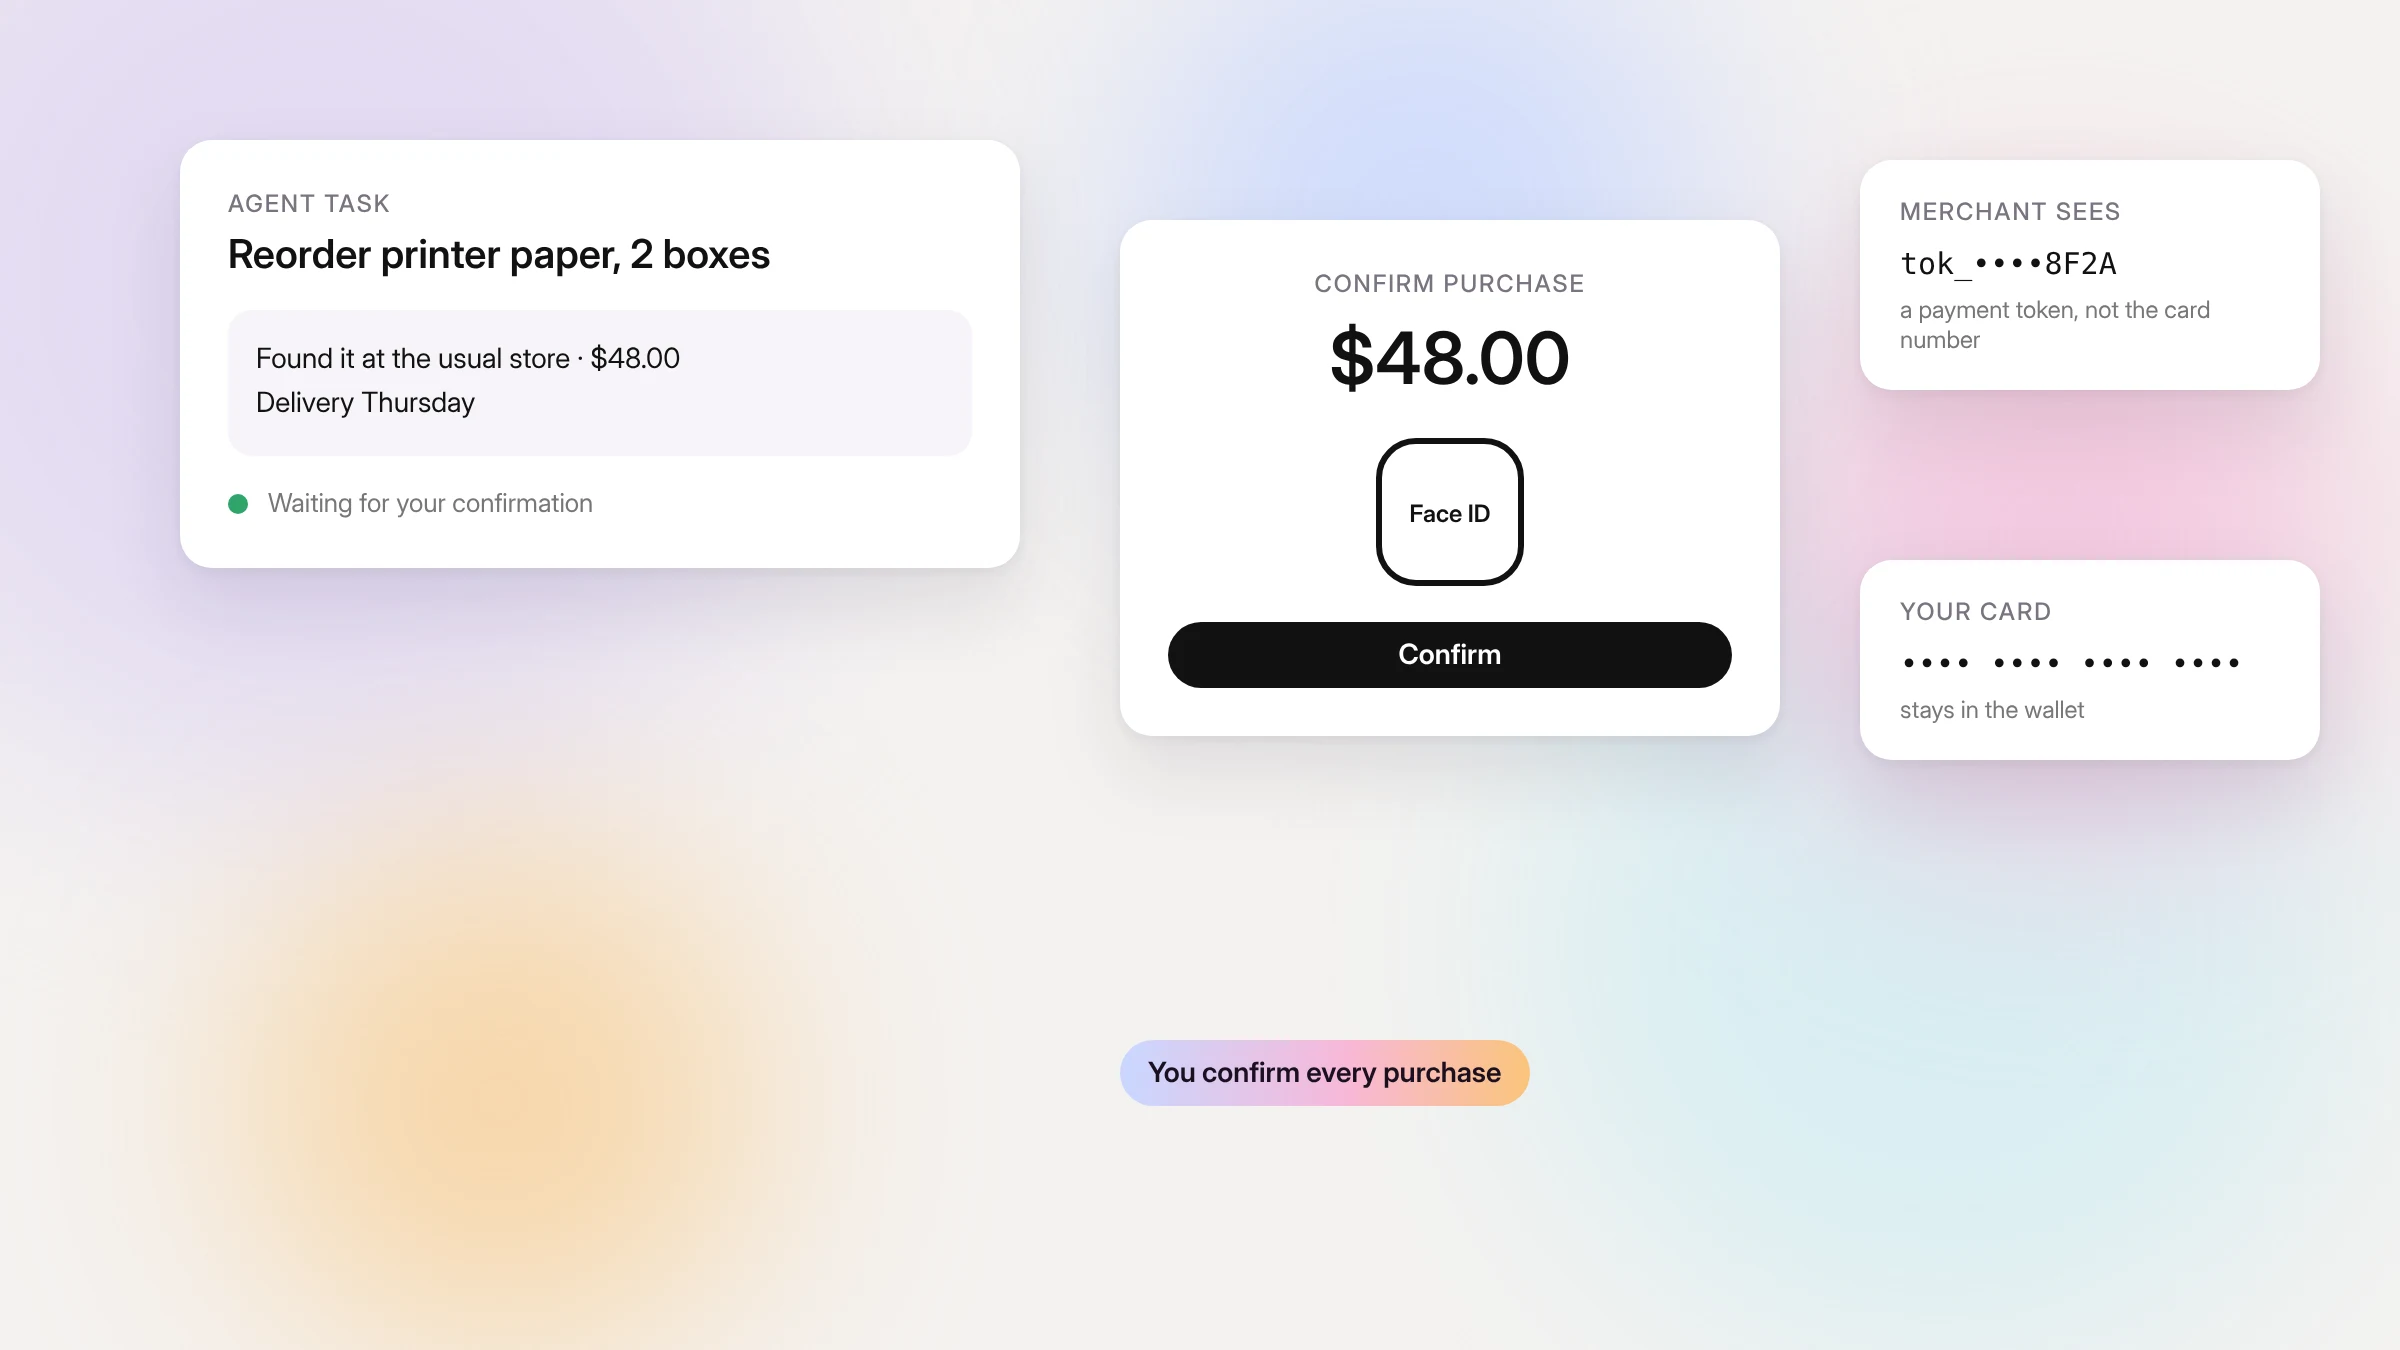 AGENT TASK
Reorder printer paper, 2 boxes
Found it at the usual store · $48.00
Delivery Thursday
Waiting for your confirmation
CONFIRM PURCHASE
$48.00
Face ID
Confirm
MERCHANT SEES
tok_••••8F2A
a payment token, not the card
number
YOUR CARD
•••• •••• •••• ••••
stays in the wallet
You confirm every purchase